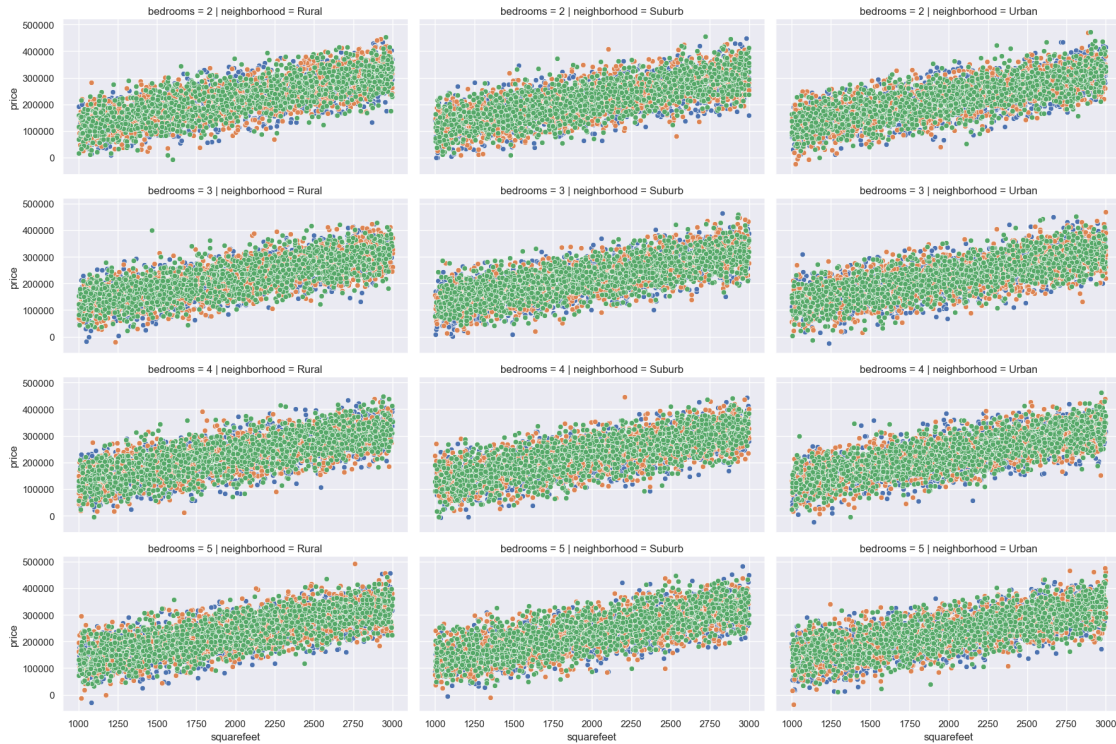 bedrooms = 2 | neighborhood = Rural
bedrooms = 2 | neighborhood = Suburb
bedrooms = 2 | neighborhood = Urban
500000
400000
300000
200000
100000
0
price
bedrooms = 3 | neighborhood = Rural
bedrooms = 3 | neighborhood = Suburb
bedrooms = 3 | neighborhood = Urban
500000
400000
300000
200000
100000
0
price
bedrooms = 4 | neighborhood = Rural
bedrooms = 4 | neighborhood = Suburb
bedrooms = 4 | neighborhood = Urban
500000
400000
300000
200000
100000
0
price
bedrooms = 5 | neighborhood = Rural
bedrooms = 5 | neighborhood = Suburb
bedrooms = 5 | neighborhood = Urban
500000
400000
300000
200000
100000
0
price
1000 1250 1500 1750 2000 2250 2500 2750 3000
squarefeet
1000 1250 1500 1750 2000 2250 2500 2750 3000
squarefeet
1000 1250 1500 1750 2000 2250 2500 2750 3000
squarefeet